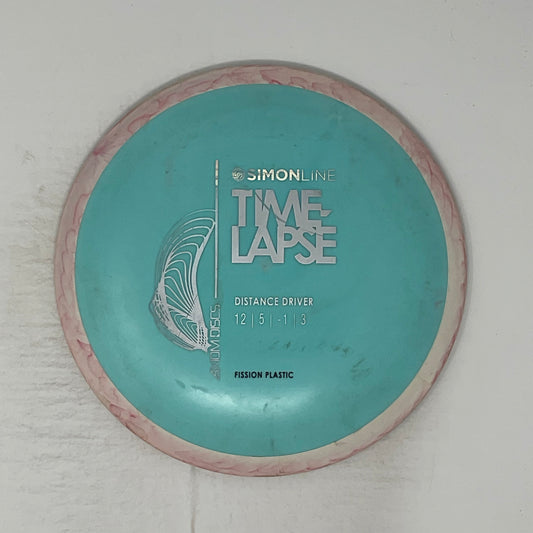 SIMONLINE
TIME-
LAPSE
DISTANCE DRIVER
12 | 5 | -1 | 3
FISSION PLASTIC
AXIOM DISCS